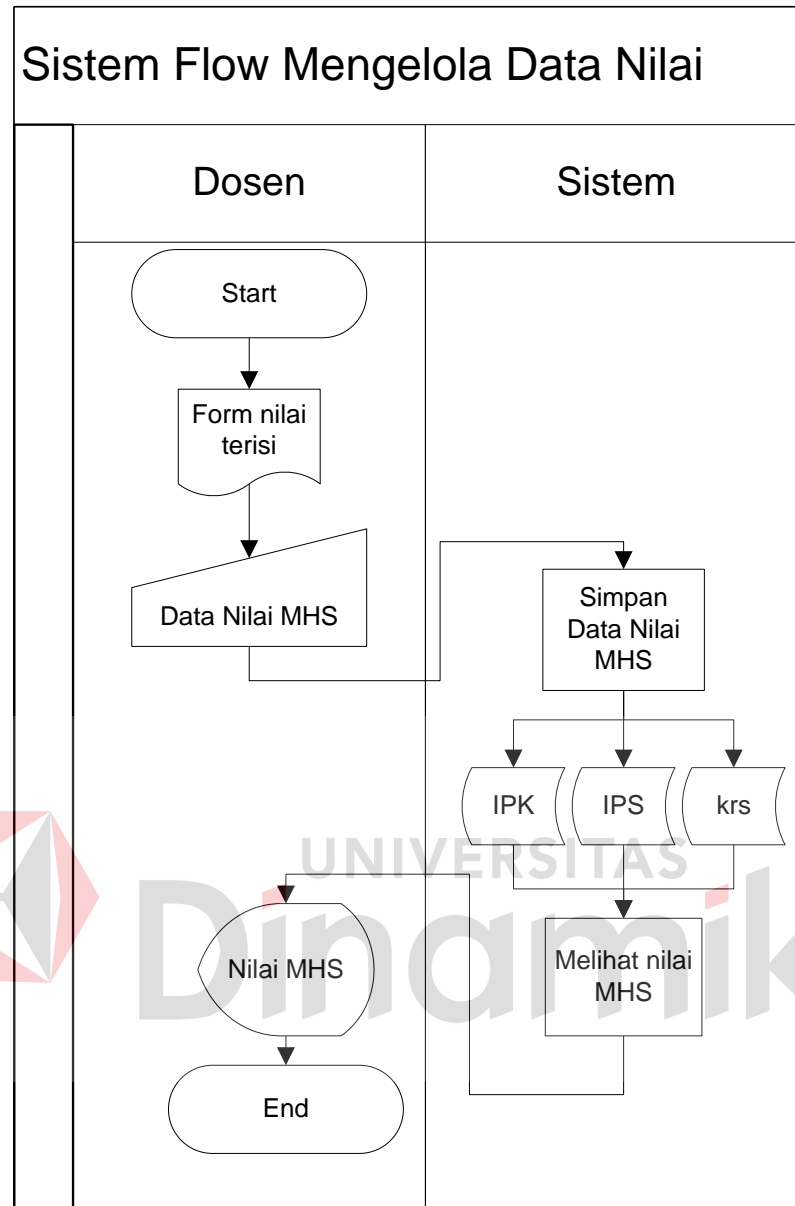 Sistem Flow Mengelola Data Nilai
Dosen
Sistem
Start
Form nilai
terisi
Data Nilai MHS
Simpan
Data Nilai
MHS
IPK
IPS
krs
UNIVERSITAS
Dinamik
Melihat nilai
MHS
Nilai MHS
End